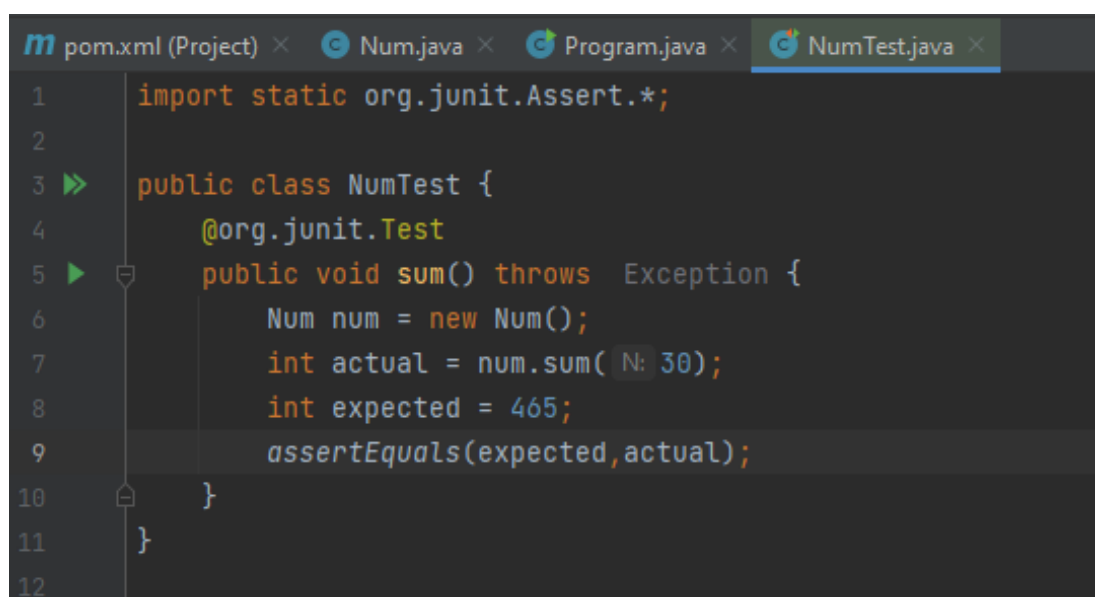 m pom.xml (Project) × C Num.java × C Program.java × C NumTest.java ×
1 import static org.junit.Assert.*;
2
3 public class NumTest {
4 @org.junit.Test
5 public void sum() throws  Exception {
6 Num num = new Num();
7 int actual = num.sum( N: 30);
8 int expected = 465;
9 assertEquals(expected,actual);
10 }
11 }
12